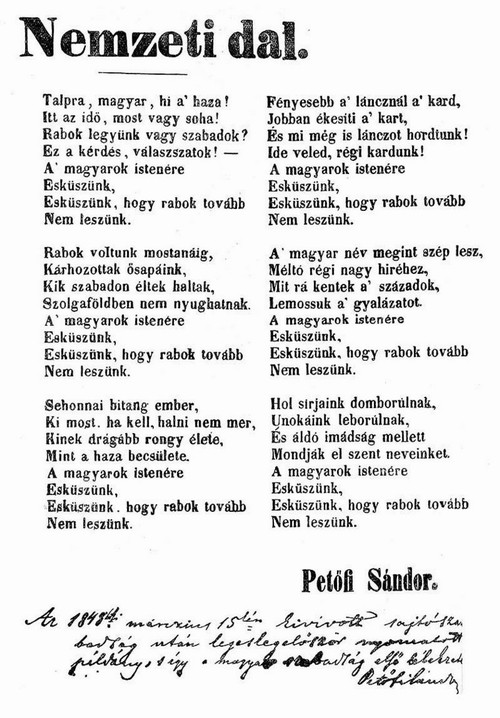 Nemzeti dal.
Talpra, magyar, hi a' haza!
Itt az idő, most vagy soha!
Rabok legyünk vagy szabadok?
Ez a kérdés, válaszszatok! —
A' magyarok istenére
Esküszünk,
Esküszünk, hogy rabok tovább
Nem leszünk.
Rabok voltunk mostanáig,
Kárhozottak ősapáink,
Kik szabadon éltek haltak,
Szolgaföldben nem nyughatnak.
A' magyarok istenére
Esküszünk,
Esküszünk, hogy rabok tovább
Nem leszünk.
Sehonnai bitang ember,
Ki most, ha kell, halni nem mer,
Kinek drágább rongy élete,
Mint a haza becsülete.
A magyarok istenére
Esküszünk,
Esküszünk, hogy rabok tovább
Nem leszünk.
Fényesebb a' láncznál a' kard,
Jobban ékesíti a' kart,
És mi még is lánczot hordtunk!
Ide veled, régi kardunk!
A magyarok istenére
Esküszünk,
Esküszünk, hogy rabok tovább
Nem leszünk.
A' magyar név megint szép lesz,
Méltó régi nagy hiréhez,
Mit rá kentek a' századok,
Lemossuk a' gyalázatot.
A magyarok istenére
Esküszünk,
Esküszünk, hogy rabok tovább
Nem leszünk.
Hol sirjaink domborúlnak,
Unokáink leborúlnak,
És áldó imádság mellett
Mondják el szent neveinket.
A magyarok istenére
Esküszünk,
Esküszünk, hogy rabok tovább
Nem leszünk.
Petőfi Sándor.
Az 1848ki márczius 15kén kivívott sajtósza
badság után legeslegelőször nyomatott
példány, s így a magyar szabadság első lélekzete
Petőfi Sándor